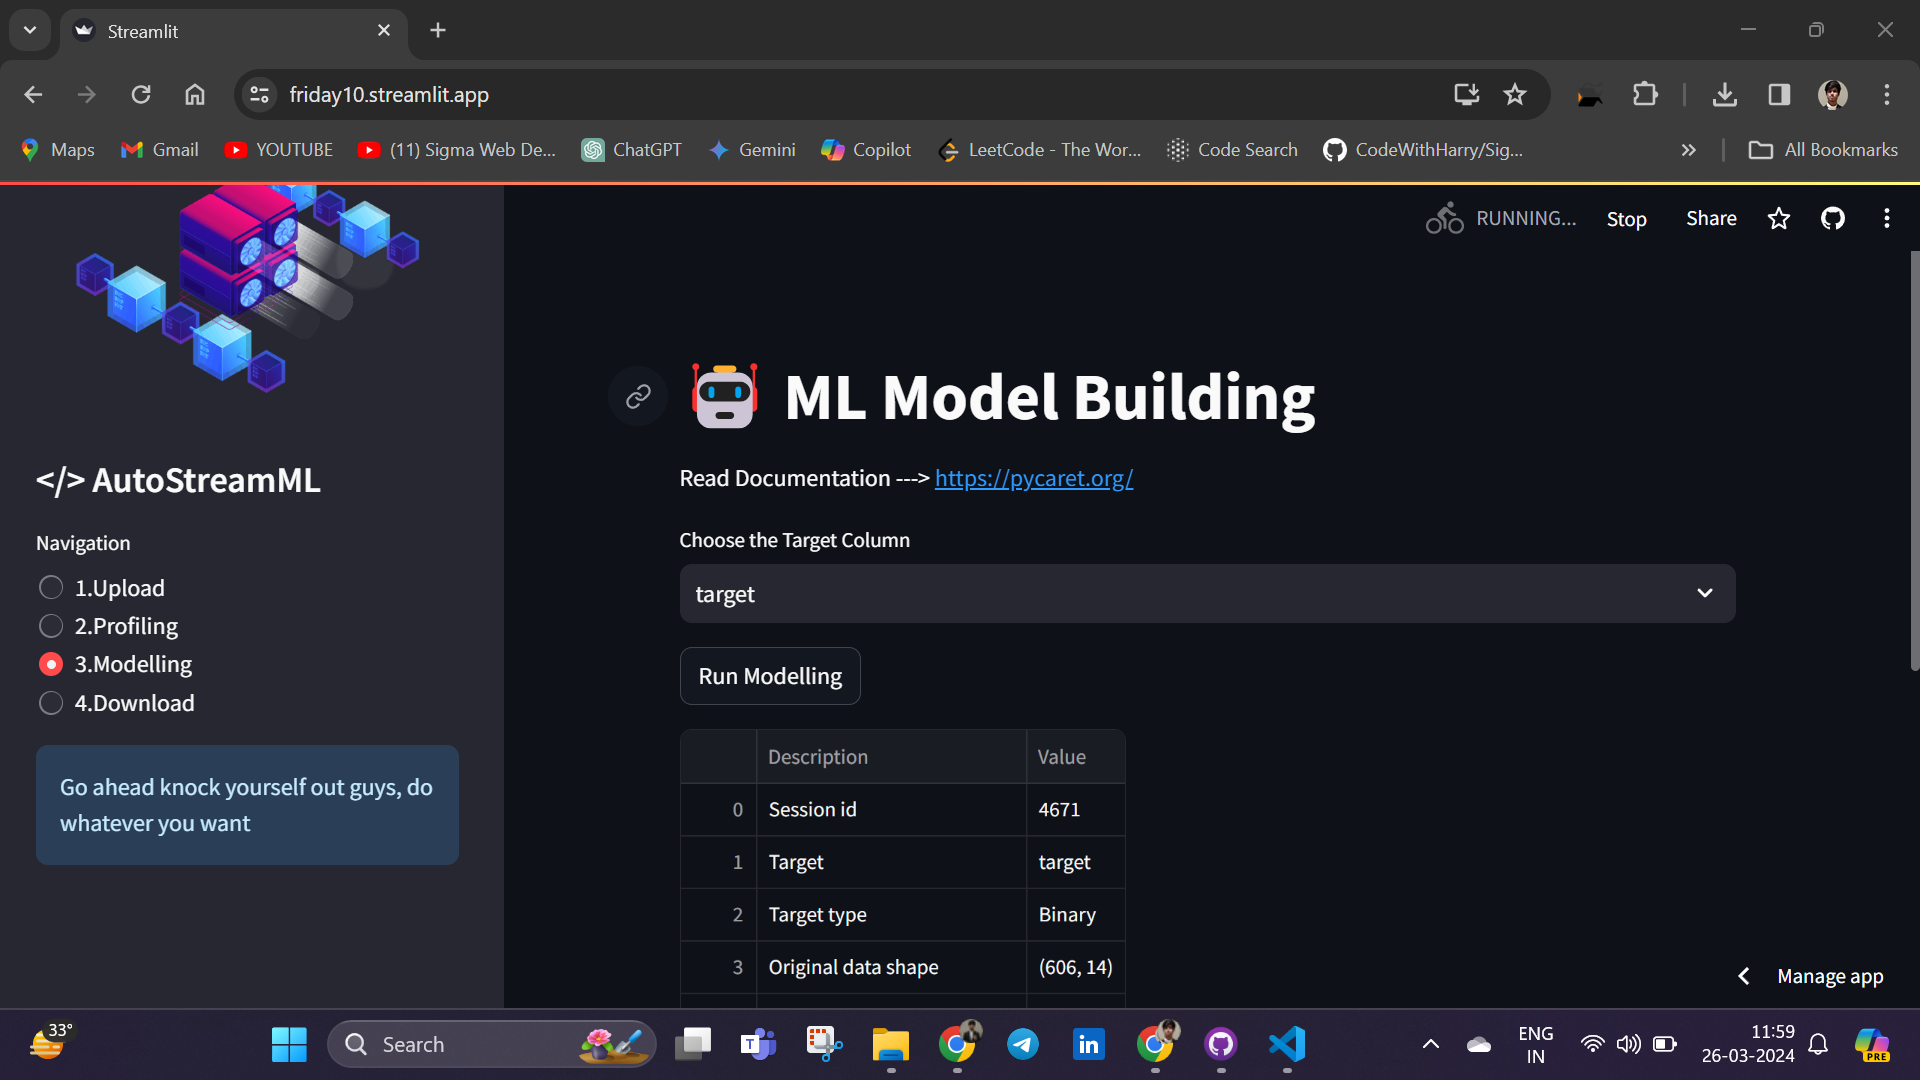 Streamlit
friday10.streamlit.app
Maps
Gmail
YOUTUBE
(11) Sigma Web De...
ChatGPT
Gemini
Copilot
LeetCode - The Wor...
Code Search
CodeWithHarry/Sig...
All Bookmarks
RUNNING...
Stop
Share
</> AutoStreamML
Navigation
1.Upload
2.Profiling
3.Modelling
4.Download
Go ahead knock yourself out guys, do
whatever you want
ML Model Building
Read Documentation ---> https://pycaret.org/
Choose the Target Column
target
Run Modelling
Description Value
0 Session id 4671
1 Target target
2 Target type Binary
3 Original data shape (606, 14)
Manage app
33°
Search
ENG
IN
11:59
26-03-2024
PRE